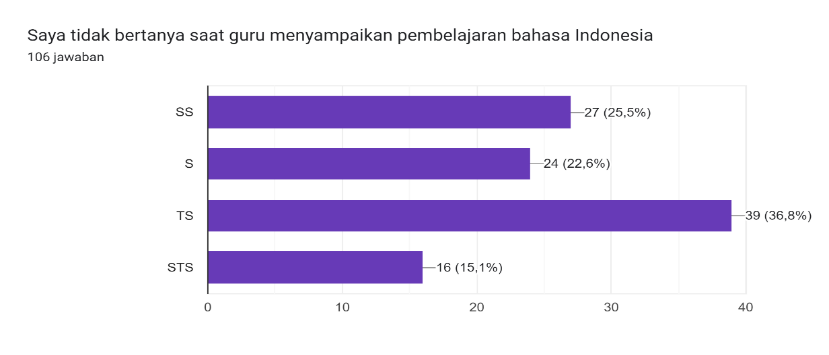 Saya tidak bertanya saat guru menyampaikan pembelajaran bahasa Indonesia
106 jawaban
SS 27 (25,5%)
S 24 (22,6%)
TS 39 (36,8%)
STS 16 (15,1%)
0 10 20 30 40